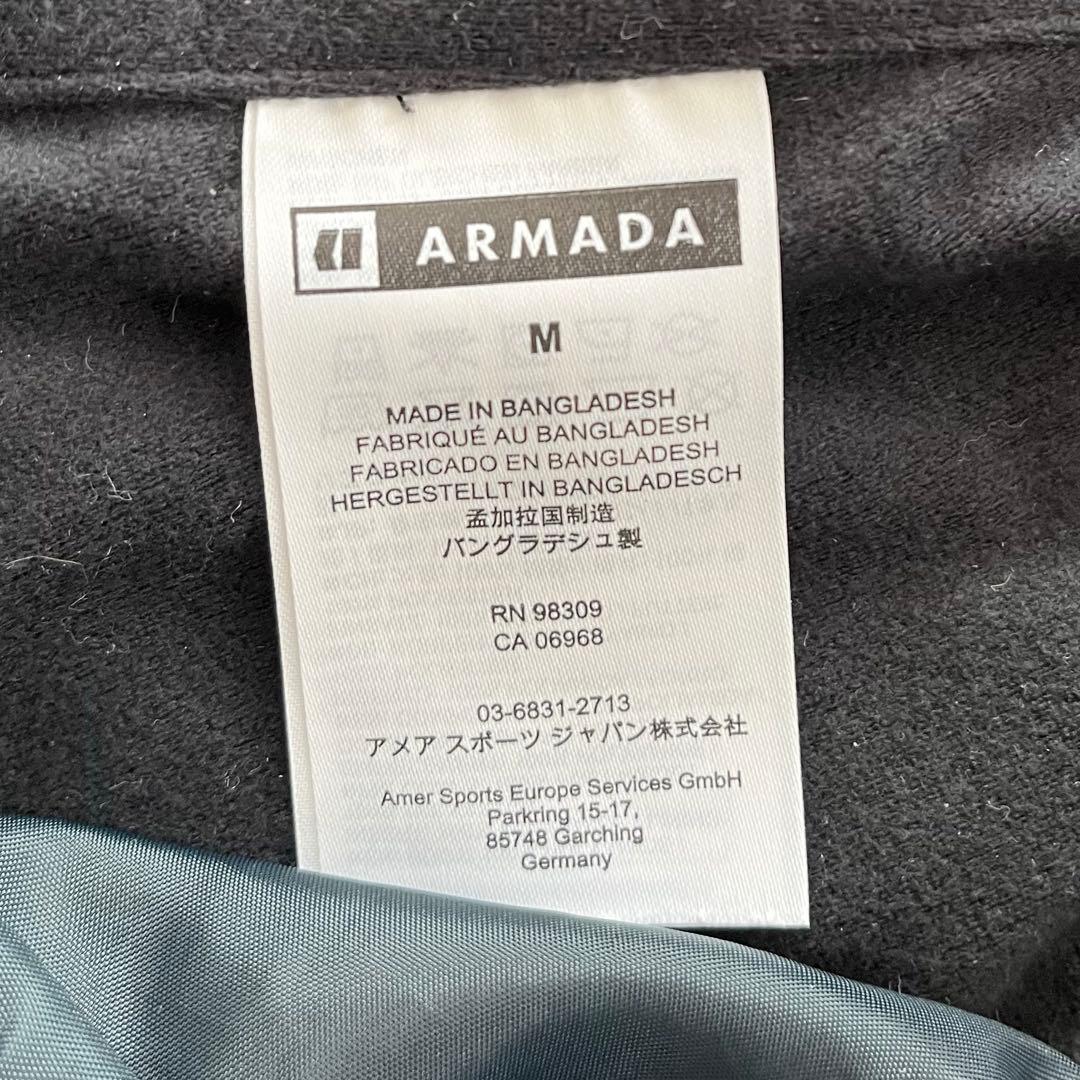 ARMADA
M
MADE IN BANGLADESH
FABRIQUÉ AU BANGLADESH
FABRICADO EN BANGLADESH
HERGESTELLT IN BANGLADESCH
孟加拉国制造
バングラデシュ製
RN 98309
CA 06968
03-6831-2713
アメア スポーツ ジャパン株式会社
Amer Sports Europe Services GmbH
Parkring 15-17,
85748 Garching
Germany